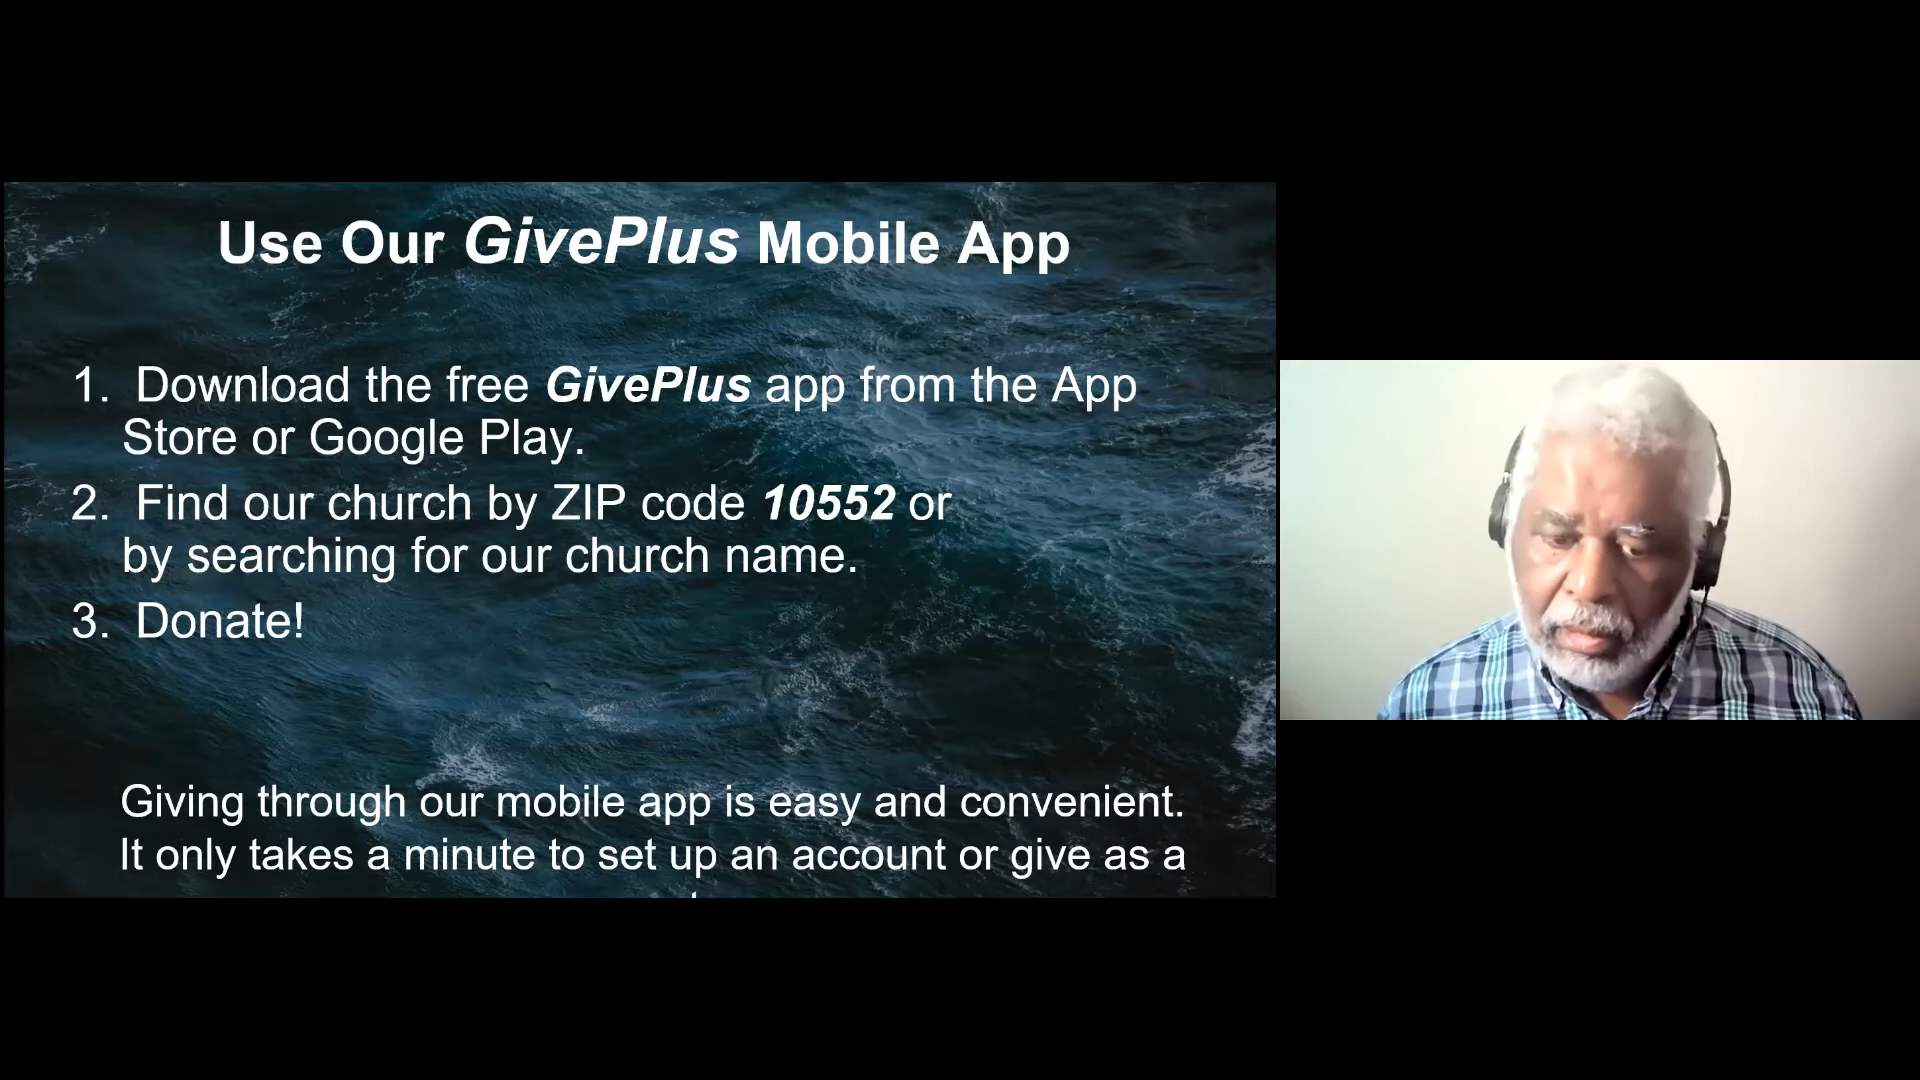 Use Our GivePlus Mobile App
1. Download the free GivePlus app from the App
Store or Google Play.
2. Find our church by ZIP code 10552 or
by searching for our church name.
3. Donate!
Giving through our mobile app is easy and convenient.
It only takes a minute to set up an account or give as a